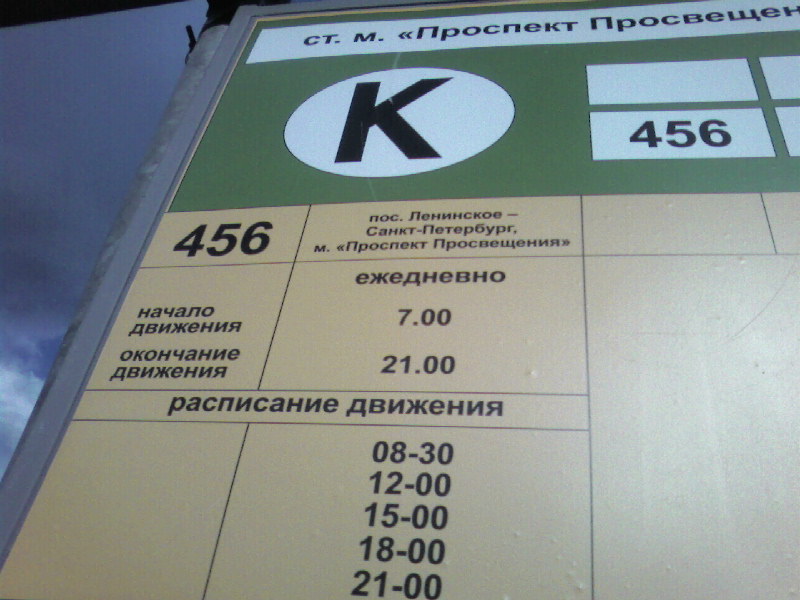 ст. м. «Проспект Просвещен
К
456
456
пос. Ленинское –
Санкт-Петербург,
м. «Проспект Просвещения»
ежедневно
начало
движения
7.00
окончание
движения
21.00
расписание движения
08-30
12-00
15-00
18-00
21-00